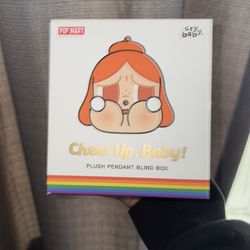 POP MART
cry
baby.
Cheer Up, Baby!
PLUSH PENDANT BLIND BOX